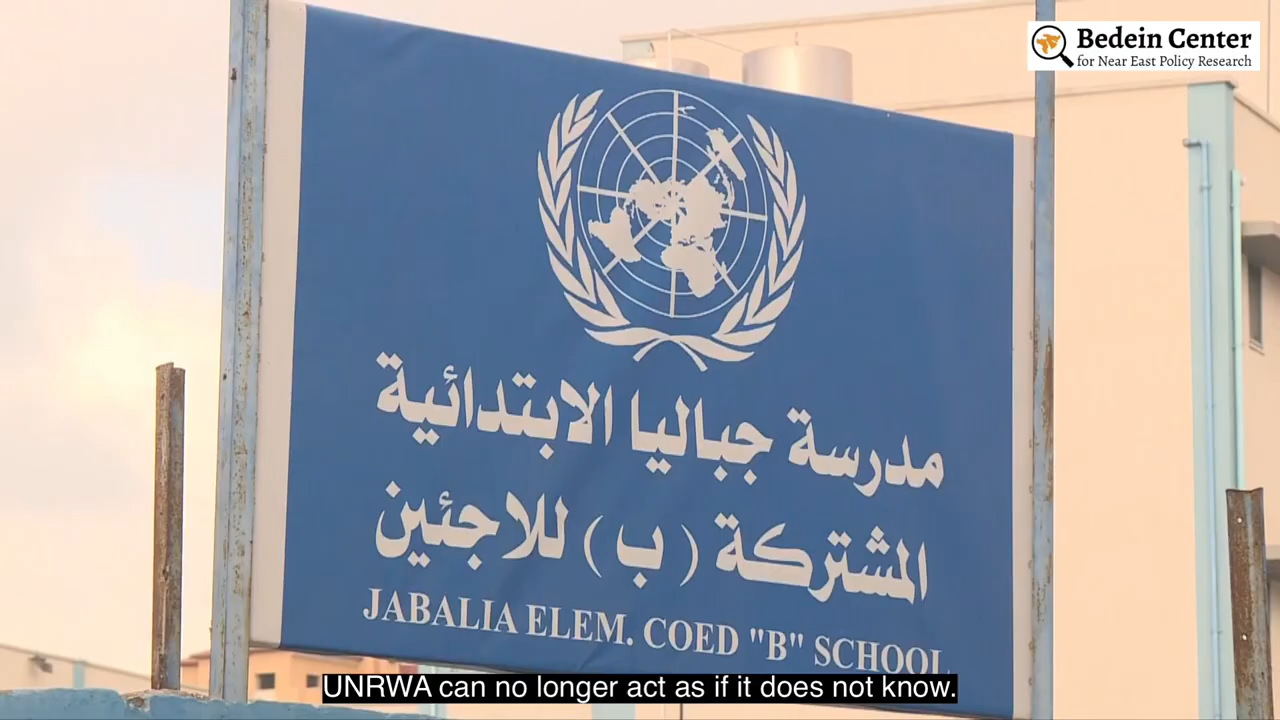 Bedein Center
for Near East Policy Research
مدرسة جباليا الابتدائية
المشتركة ( ب ) للاجئين
JABALIA ELEM. COED "B" SCHOOL
UNRWA can no longer act as if it does not know.